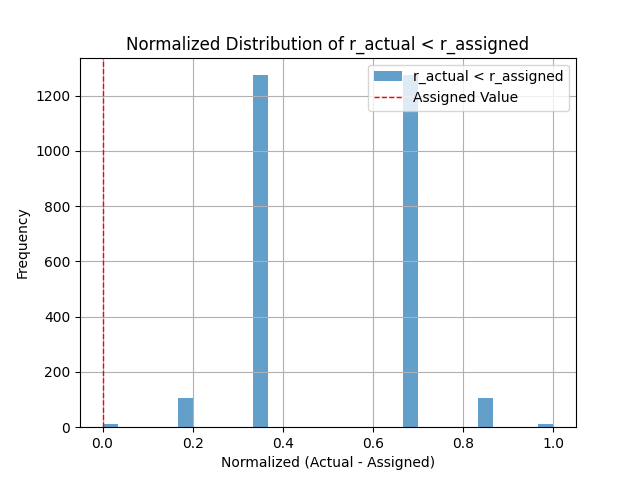 Normalized Distribution of r_actual < r_assigned
r_actual < r_assigned
Assigned Value
Frequency
1200
1000
800
600
400
200
0
0.0 0.2 0.4 0.6 0.8 1.0
Normalized (Actual - Assigned)